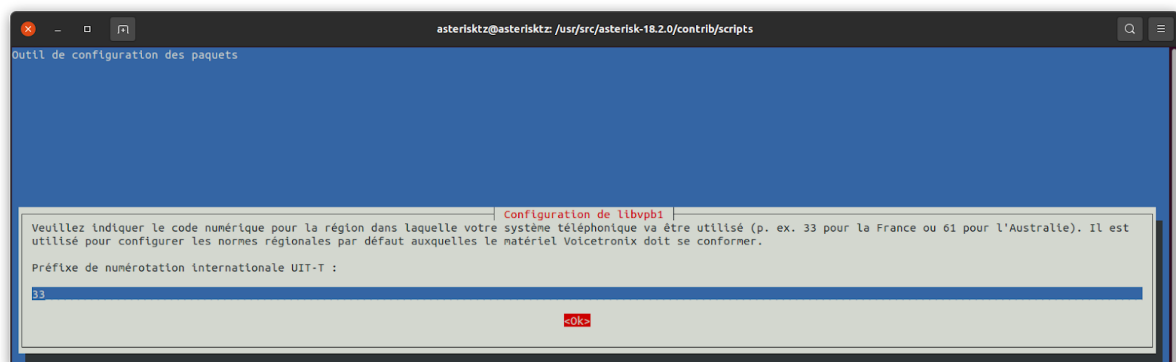 asterisktz@asterisktz: /usr/src/asterisk-18.2.0/contrib/scripts
Outil de configuration des paquets
Configuration de libvpb1
Veuillez indiquer le code numérique pour la région dans laquelle votre système téléphonique va être utilisé (p. ex. 33 pour la France ou 61 pour l'Australie). Il est
utilisé pour configurer les normes régionales par défaut auxquelles le matériel Voicetronix doit se conformer.
Préfixe de numérotation internationale UIT-T :
33
<Ok>